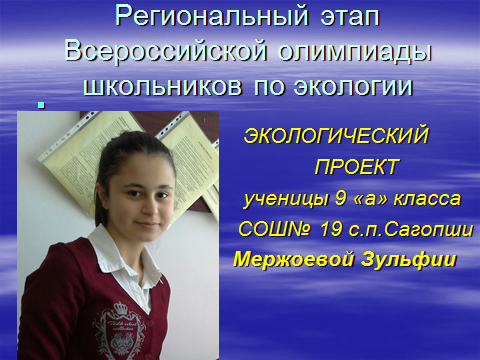 Региональный этап
Всероссийской олимпиады
школьников по экологии
ЭКОЛОГИЧЕСКИЙ
ПРОЕКТ
ученицы 9 «а» класса
СОШ№ 19 с.п.Сагопши
Мержоевой Зульфии